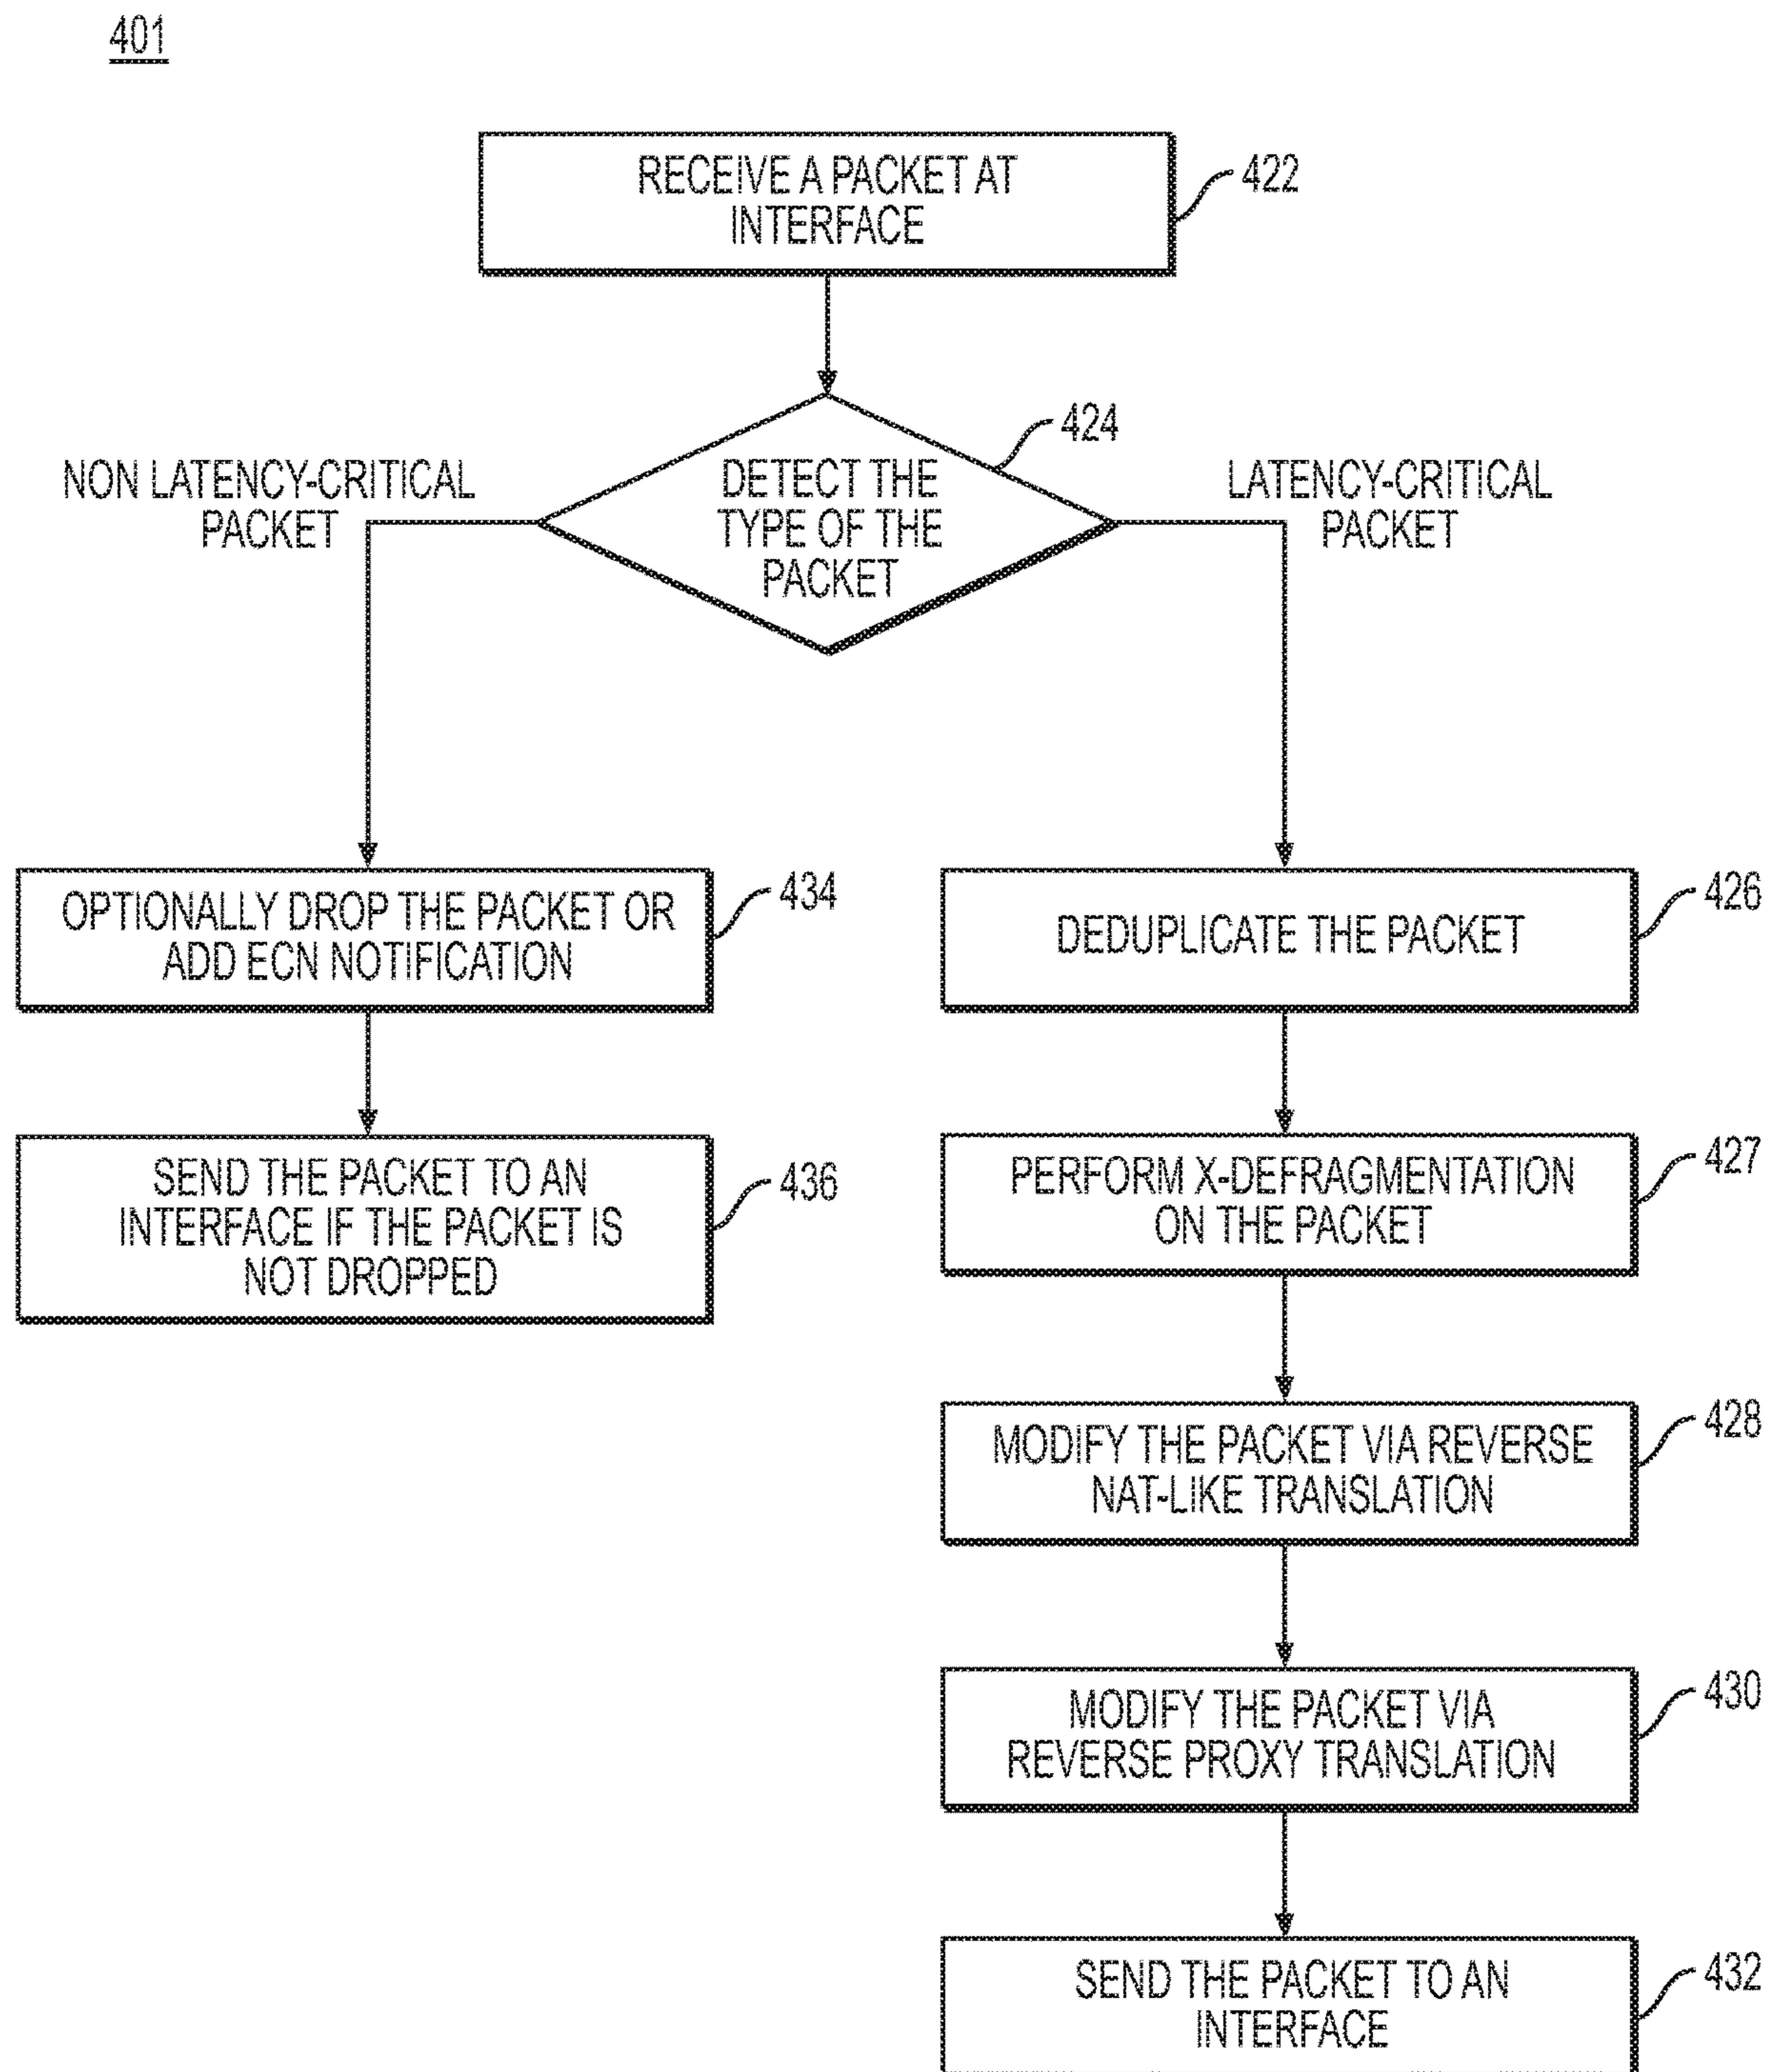 401
RECEIVE A PACKET AT
INTERFACE
422
424
DETECT THE
TYPE OF THE
PACKET
NON LATENCY-CRITICAL
PACKET
LATENCY-CRITICAL
PACKET
OPTIONALLY DROP THE PACKET OR
ADD ECN NOTIFICATION
434
SEND THE PACKET TO AN
INTERFACE IF THE PACKET IS
NOT DROPPED
436
DEDUPLICATE THE PACKET
426
PERFORM X-DEFRAGMENTATION
ON THE PACKET
427
MODIFY THE PACKET VIA REVERSE
NAT-LIKE TRANSLATION
428
MODIFY THE PACKET VIA
REVERSE PROXY TRANSLATION
430
SEND THE PACKET TO AN
INTERFACE
432